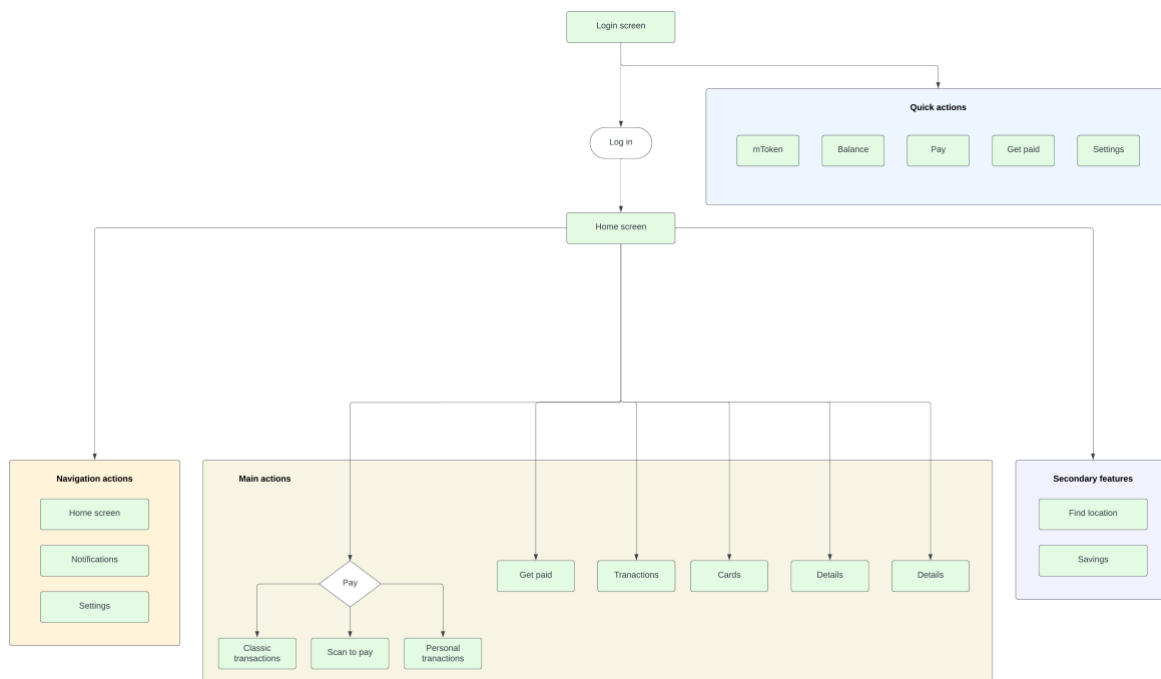 Login screen
Quick actions
mToken
Balance
Pay
Get paid
Settings
Log in
Home screen
Navigation actions
Home screen
Notifications
Settings
Main actions
Pay
Classic
transactions
Scan to pay
Personal
tranactions
Get paid
Tranactions
Cards
Details
Details
Secondary features
Find location
Savings